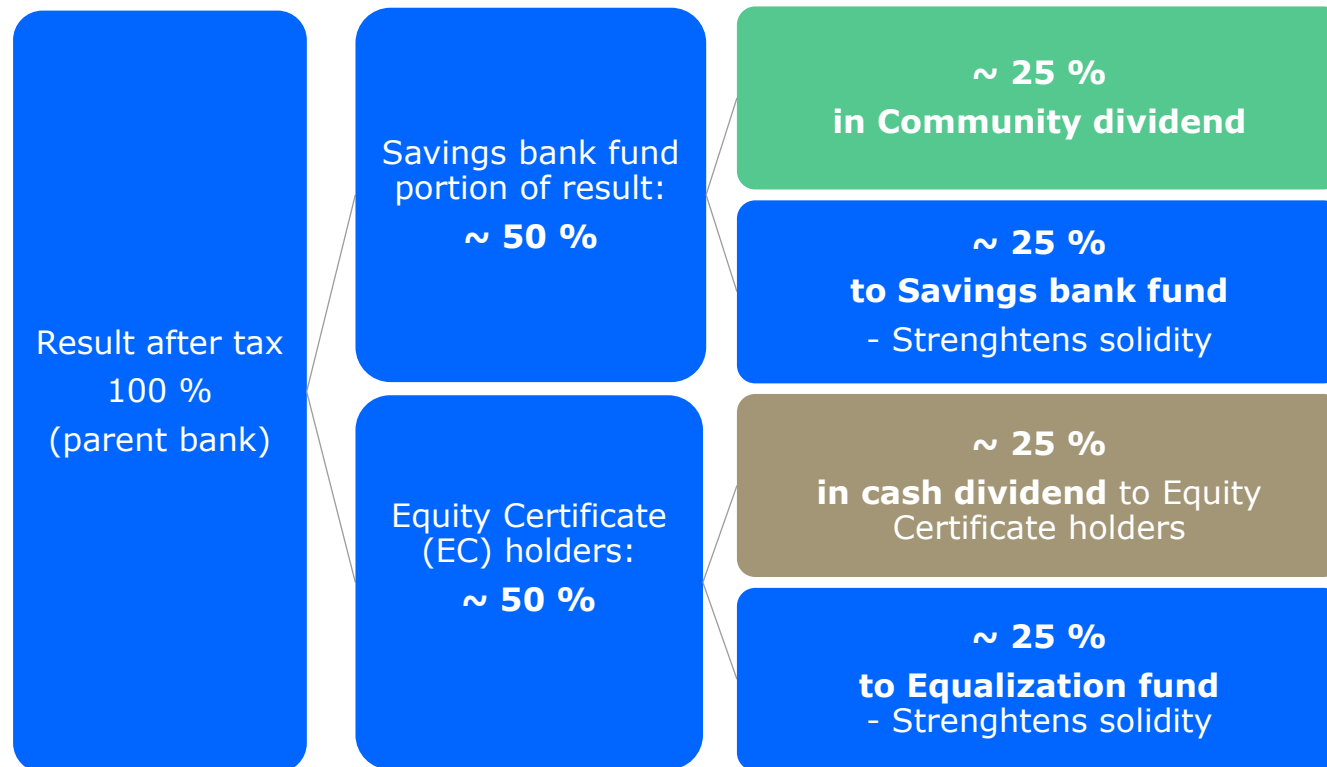 Result after tax
100 %
(parent bank)
Savings bank fund
portion of result:
~ 50 %
Equity Certificate
(EC) holders:
~ 50 %
~ 25 %
in Community dividend
~ 25 %
to Savings bank fund
- Strenghtens solidity
~ 25 %
in cash dividend to Equity
Certificate holders
~ 25 %
to Equalization fund
- Strenghtens solidity